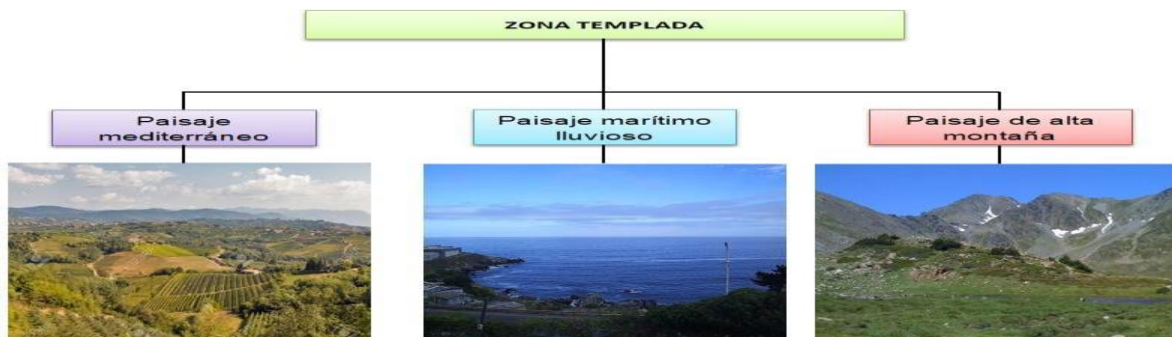 ZONA TEMPLADA
Paisaje
mediterráneo
Paisaje marítimo
lluvioso
Paisaje de alta
montaña